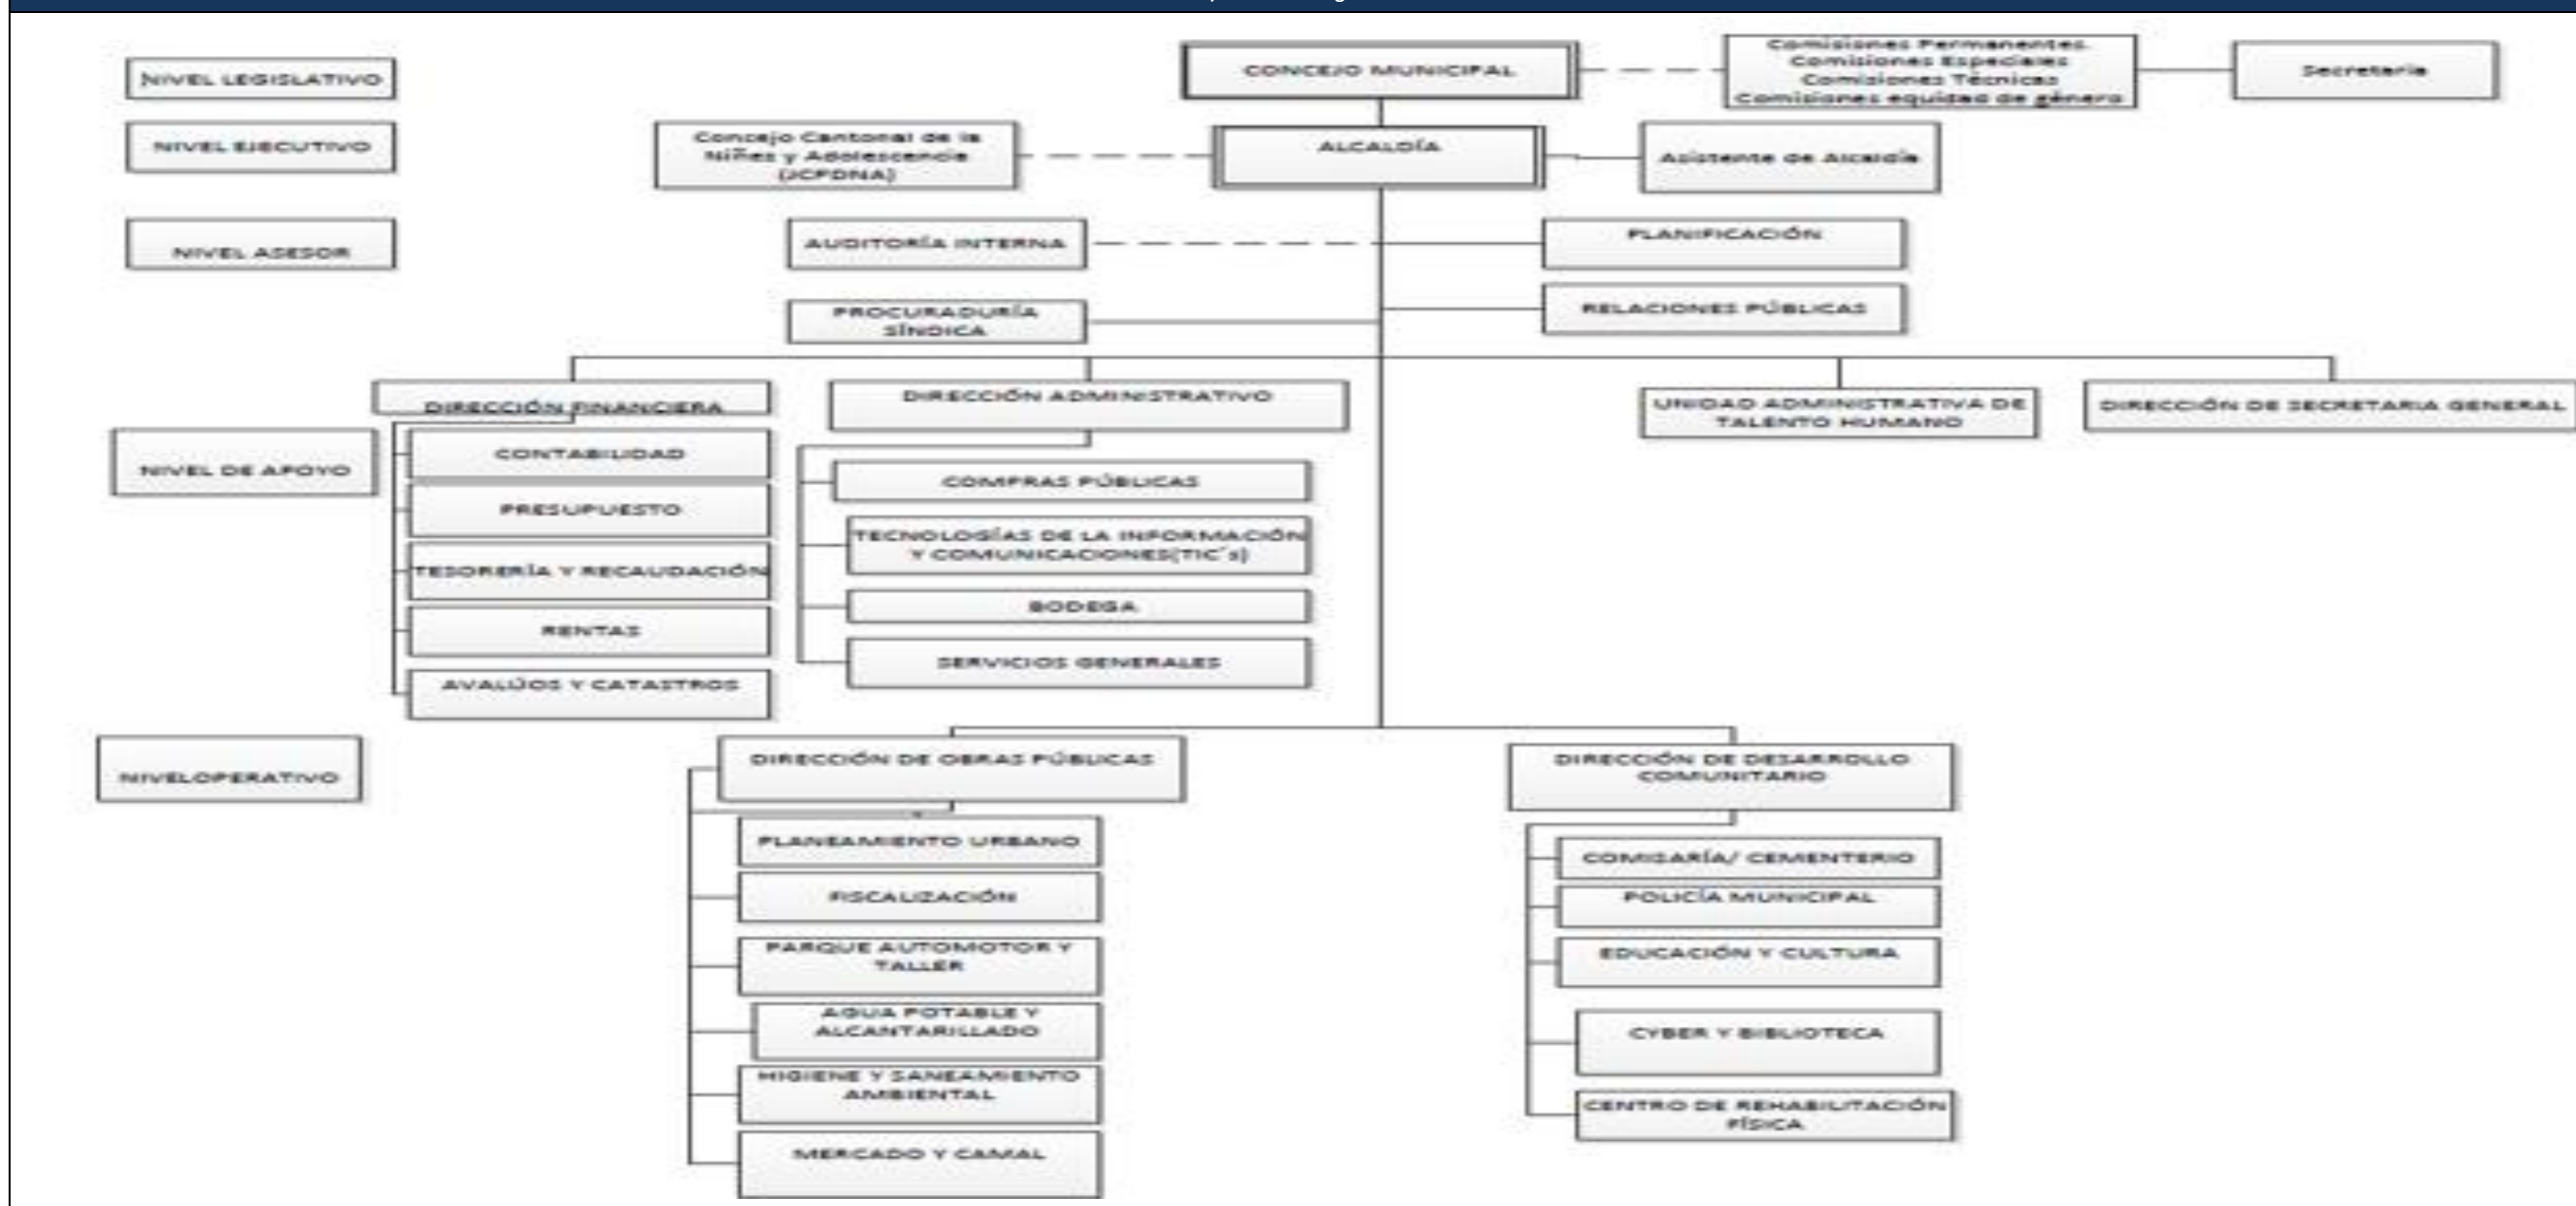 NIVEL LEGISLATIVO
CONCEJO MUNICIPAL
Comisiones Permanentes.
Comisiones Especiales
Comisiones Técnicas
Comisiones equidad de género
Secretaria
NIVEL EJECUTIVO
Concejo Cantonal de la
Niñes y Adolescencia
(JCPDNA)
ALCALDÍA
Asistente de Alcaldía
NIVEL ASESOR
AUDITORÍA INTERNA
PLANIFICACIÓN
PROCURADURÍA
SÍNDICA
RELACIONES PÚBLICAS
DIRECCIÓN FINANCIERA
DIRECCIÓN ADMINISTRATIVO
UNIDAD ADMINISTRATIVA DE
TALENTO HUMANO
DIRECCIÓN DE SECRETARIA GENERAL
NIVEL DE APOYO
CONTABILIDAD
PRESUPUESTO
TESORERÍA Y RECAUDACIÓN
RENTAS
AVALÚOS Y CATASTROS
COMPRAS PÚBLICAS
TECNOLOGÍAS DE LA INFORMACIÓN
Y COMUNICACIONES(TIC´s)
BODEGA
SERVICIOS GENERALES
NIVELOPERATIVO
DIRECCIÓN DE OBRAS PÚBLICAS
PLANEAMIENTO URBANO
FISCALIZACIÓN
PARQUE AUTOMOTOR Y
TALLER
AGUA POTABLE Y
ALCANTARILLADO
HIGIENE Y SANEAMIENTO
AMBIENTAL
MERCADO Y CAMAL
DIRECCIÓN DE DESARROLLO
COMUNITARIO
COMISARÍA/ CEMENTERIO
POLICÍA MUNICIPAL
EDUCACIÓN Y CULTURA
CYBER Y BIBLIOTECA
CENTRO DE REHABILITACIÓN
FÍSICA